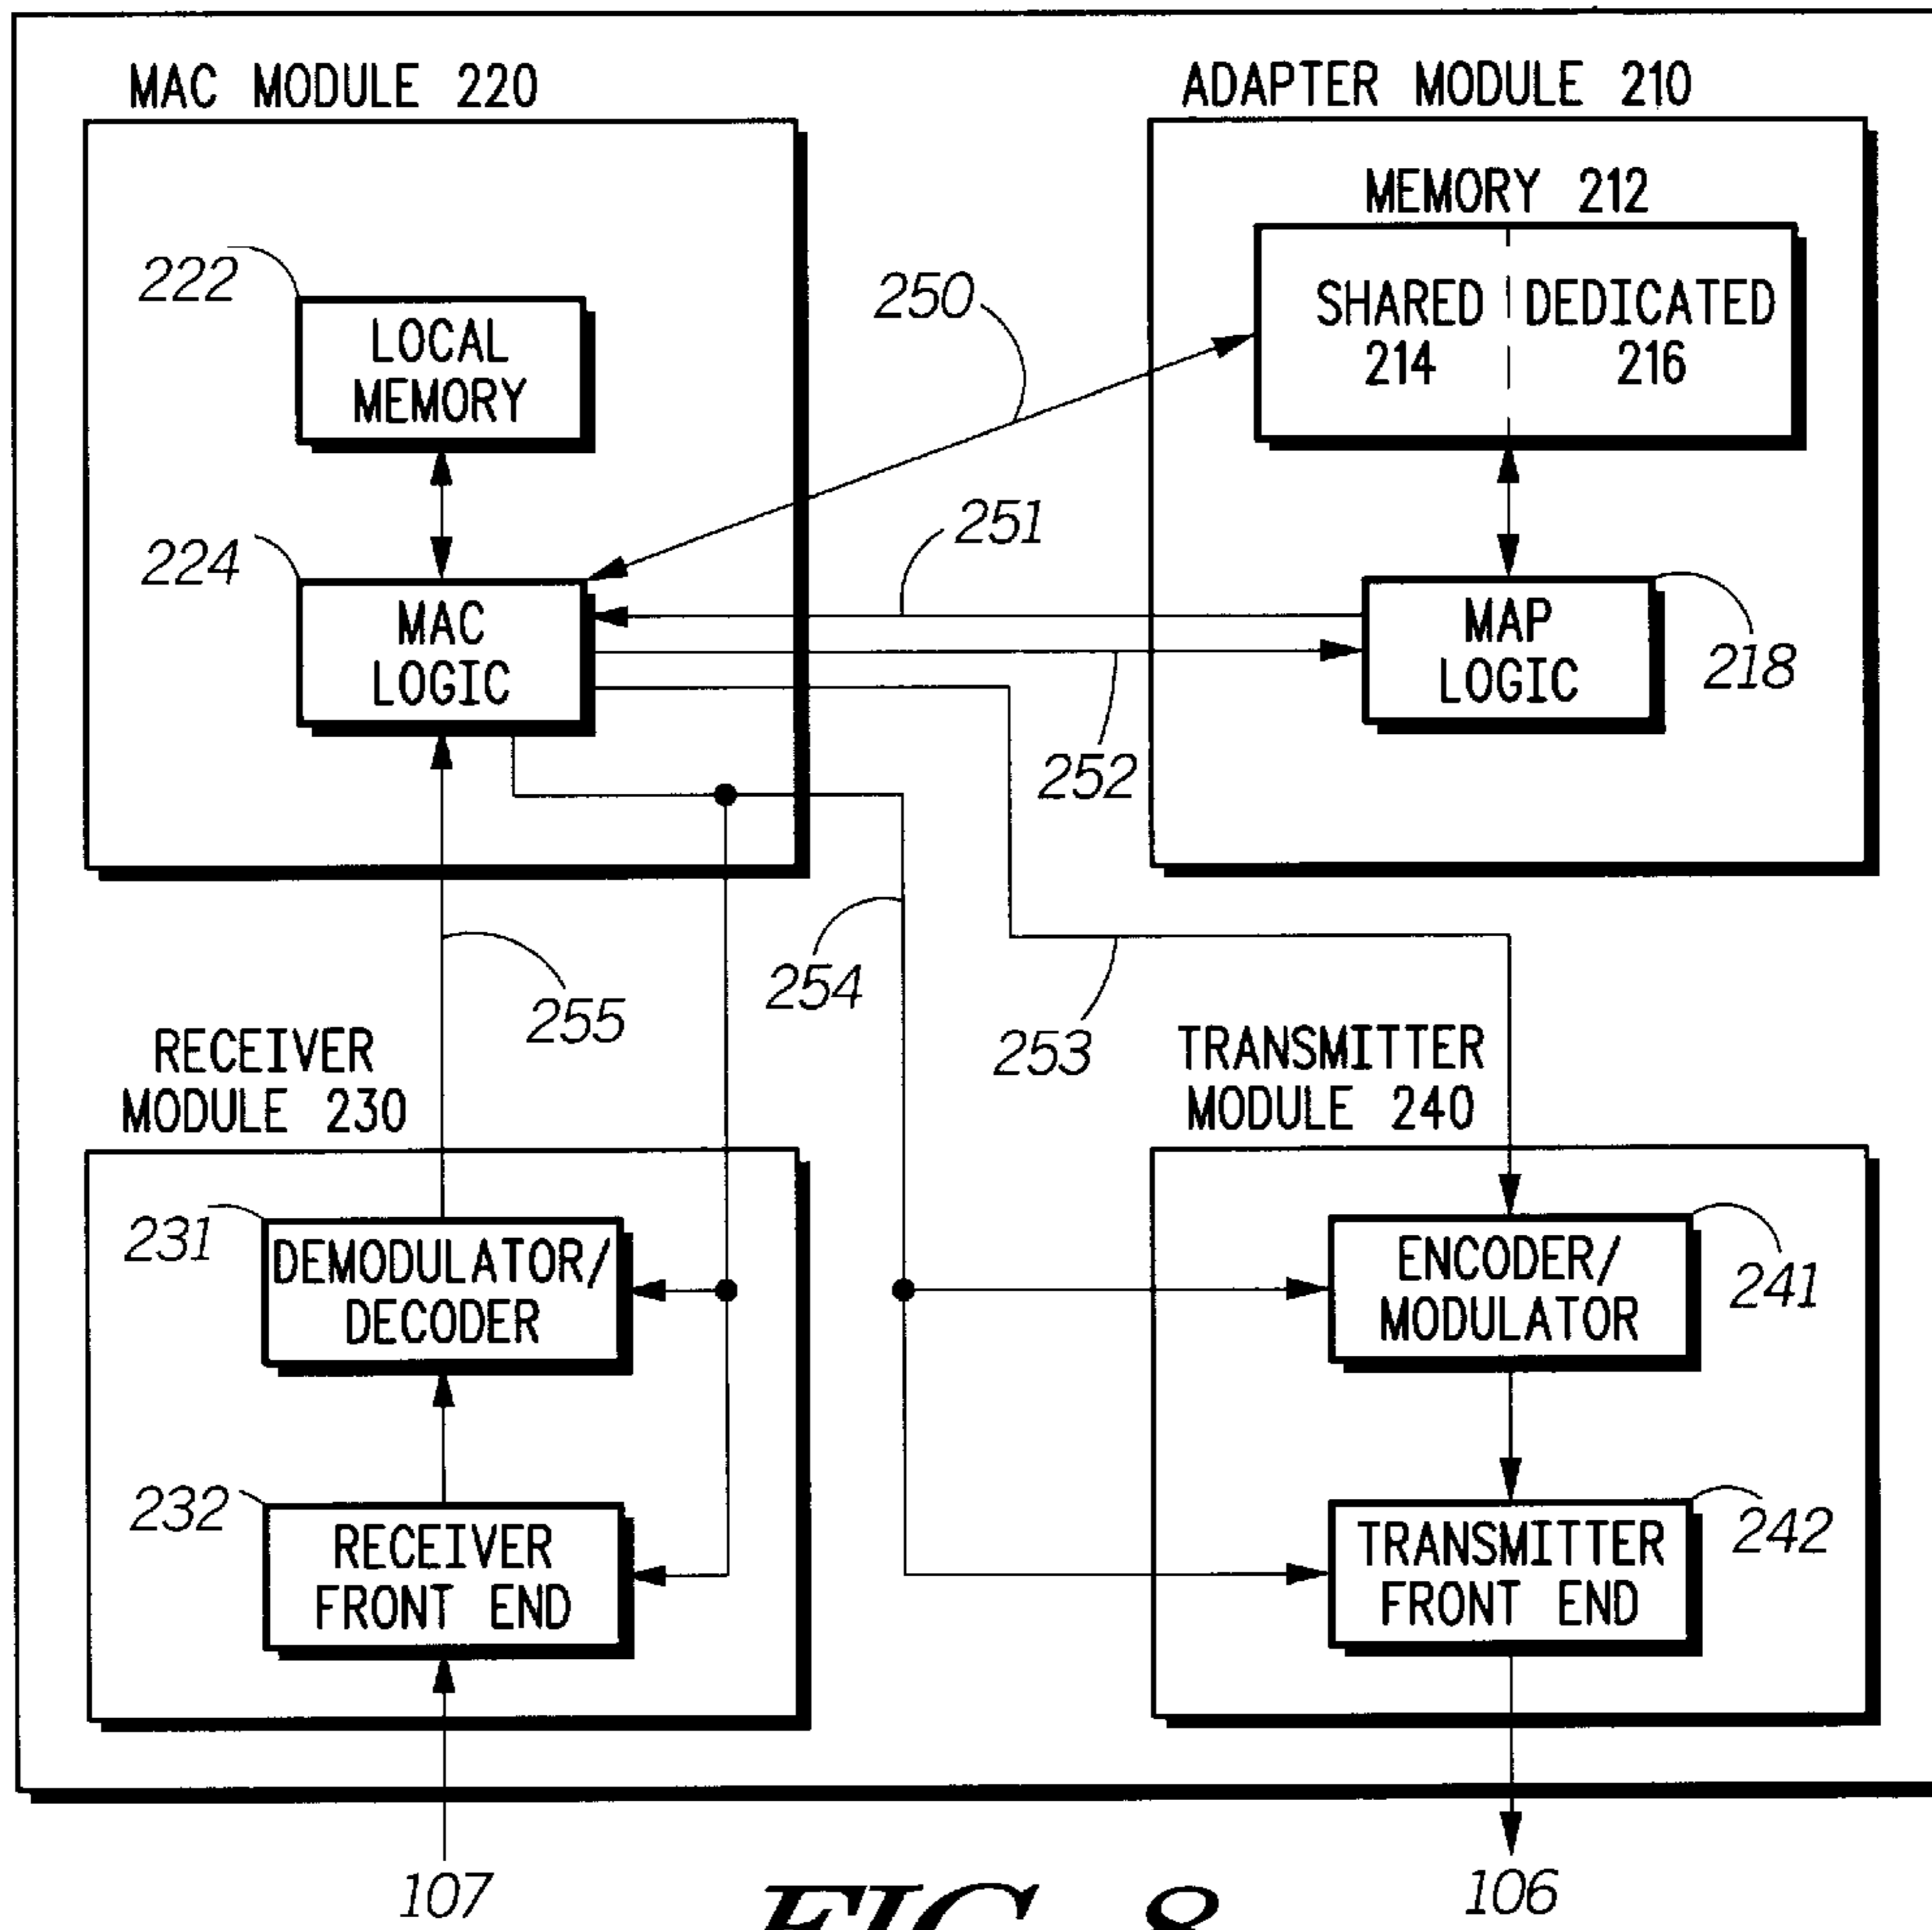 MAC MODULE 220
ADAPTER MODULE 210
MEMORY 212
222
LOCAL
MEMORY
250
SHARED
214
DEDICATED
216
224
MAC
LOGIC
251
MAP
LOGIC
218
252
254
255
253
RECEIVER
MODULE 230
TRANSMITTER
MODULE 240
231
DEMODULATOR/
DECODER
ENCODER/
MODULATOR
241
232
RECEIVER
FRONT END
TRANSMITTER
FRONT END
242
107
106
FIG. 8